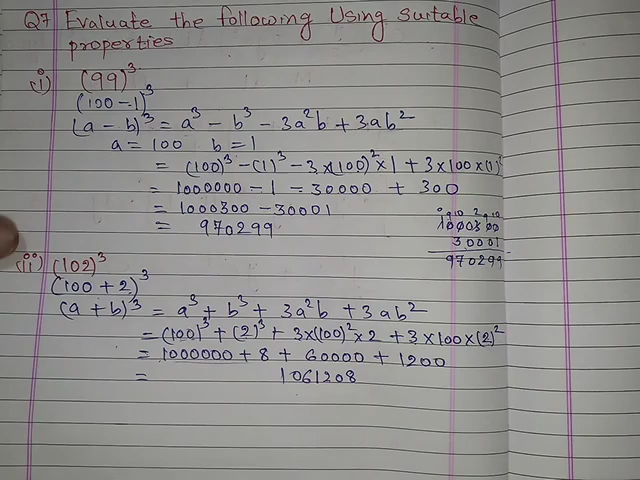 Q7 Evaluate the following Using suitable
properties
(i) (99)³
(100-1)³
(a-b)³ = a³ - b³ - 3a²b + 3ab²
a = 100 b = 1
= (100)³ - (1)³ - 3×(100)²×1 + 3×100×(1)²
= 1000000 - 1 - 30000 + 300
= 1000300 - 30001
= 970299
1000300
30001
970299
(ii) (102)³
(100+2)³
(a+b)³ = a³ + b³ + 3a²b + 3ab²
= (100)³ + (2)³ + 3×(100)²×2 + 3×100×(2)²
= 1000000 + 8 + 60000 + 1200
= 1061208